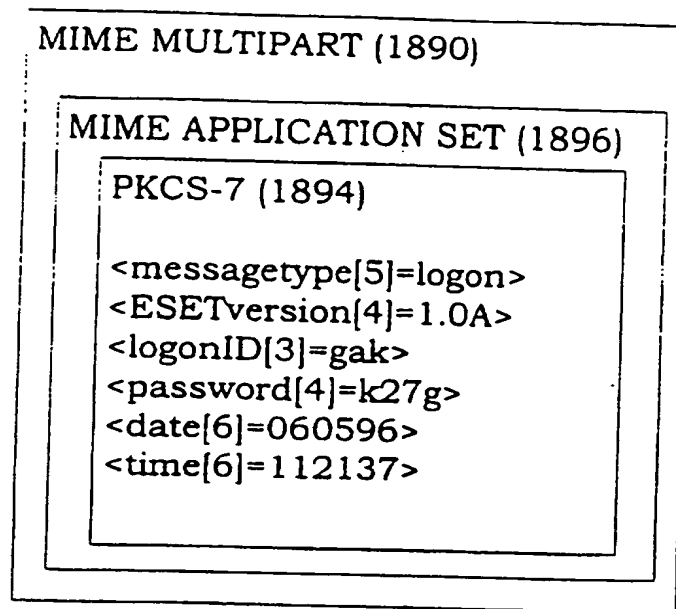 MIME MULTIPART (1890)
MIME APPLICATION SET (1896)
PKCS-7 (1894)
<messagetype[5]=logon>
<ESETversion[4]=1.0A>
<logonID[3]=gak>
<password[4]=k27g>
<date[6]=060596>
<time[6]=112137>